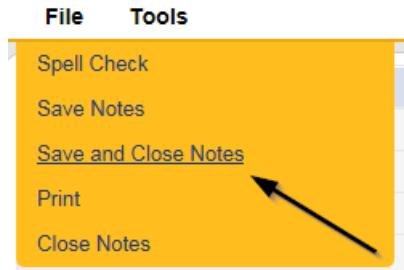 File Tools
Spell Check
Save Notes
Save and Close Notes
Print
Close Notes